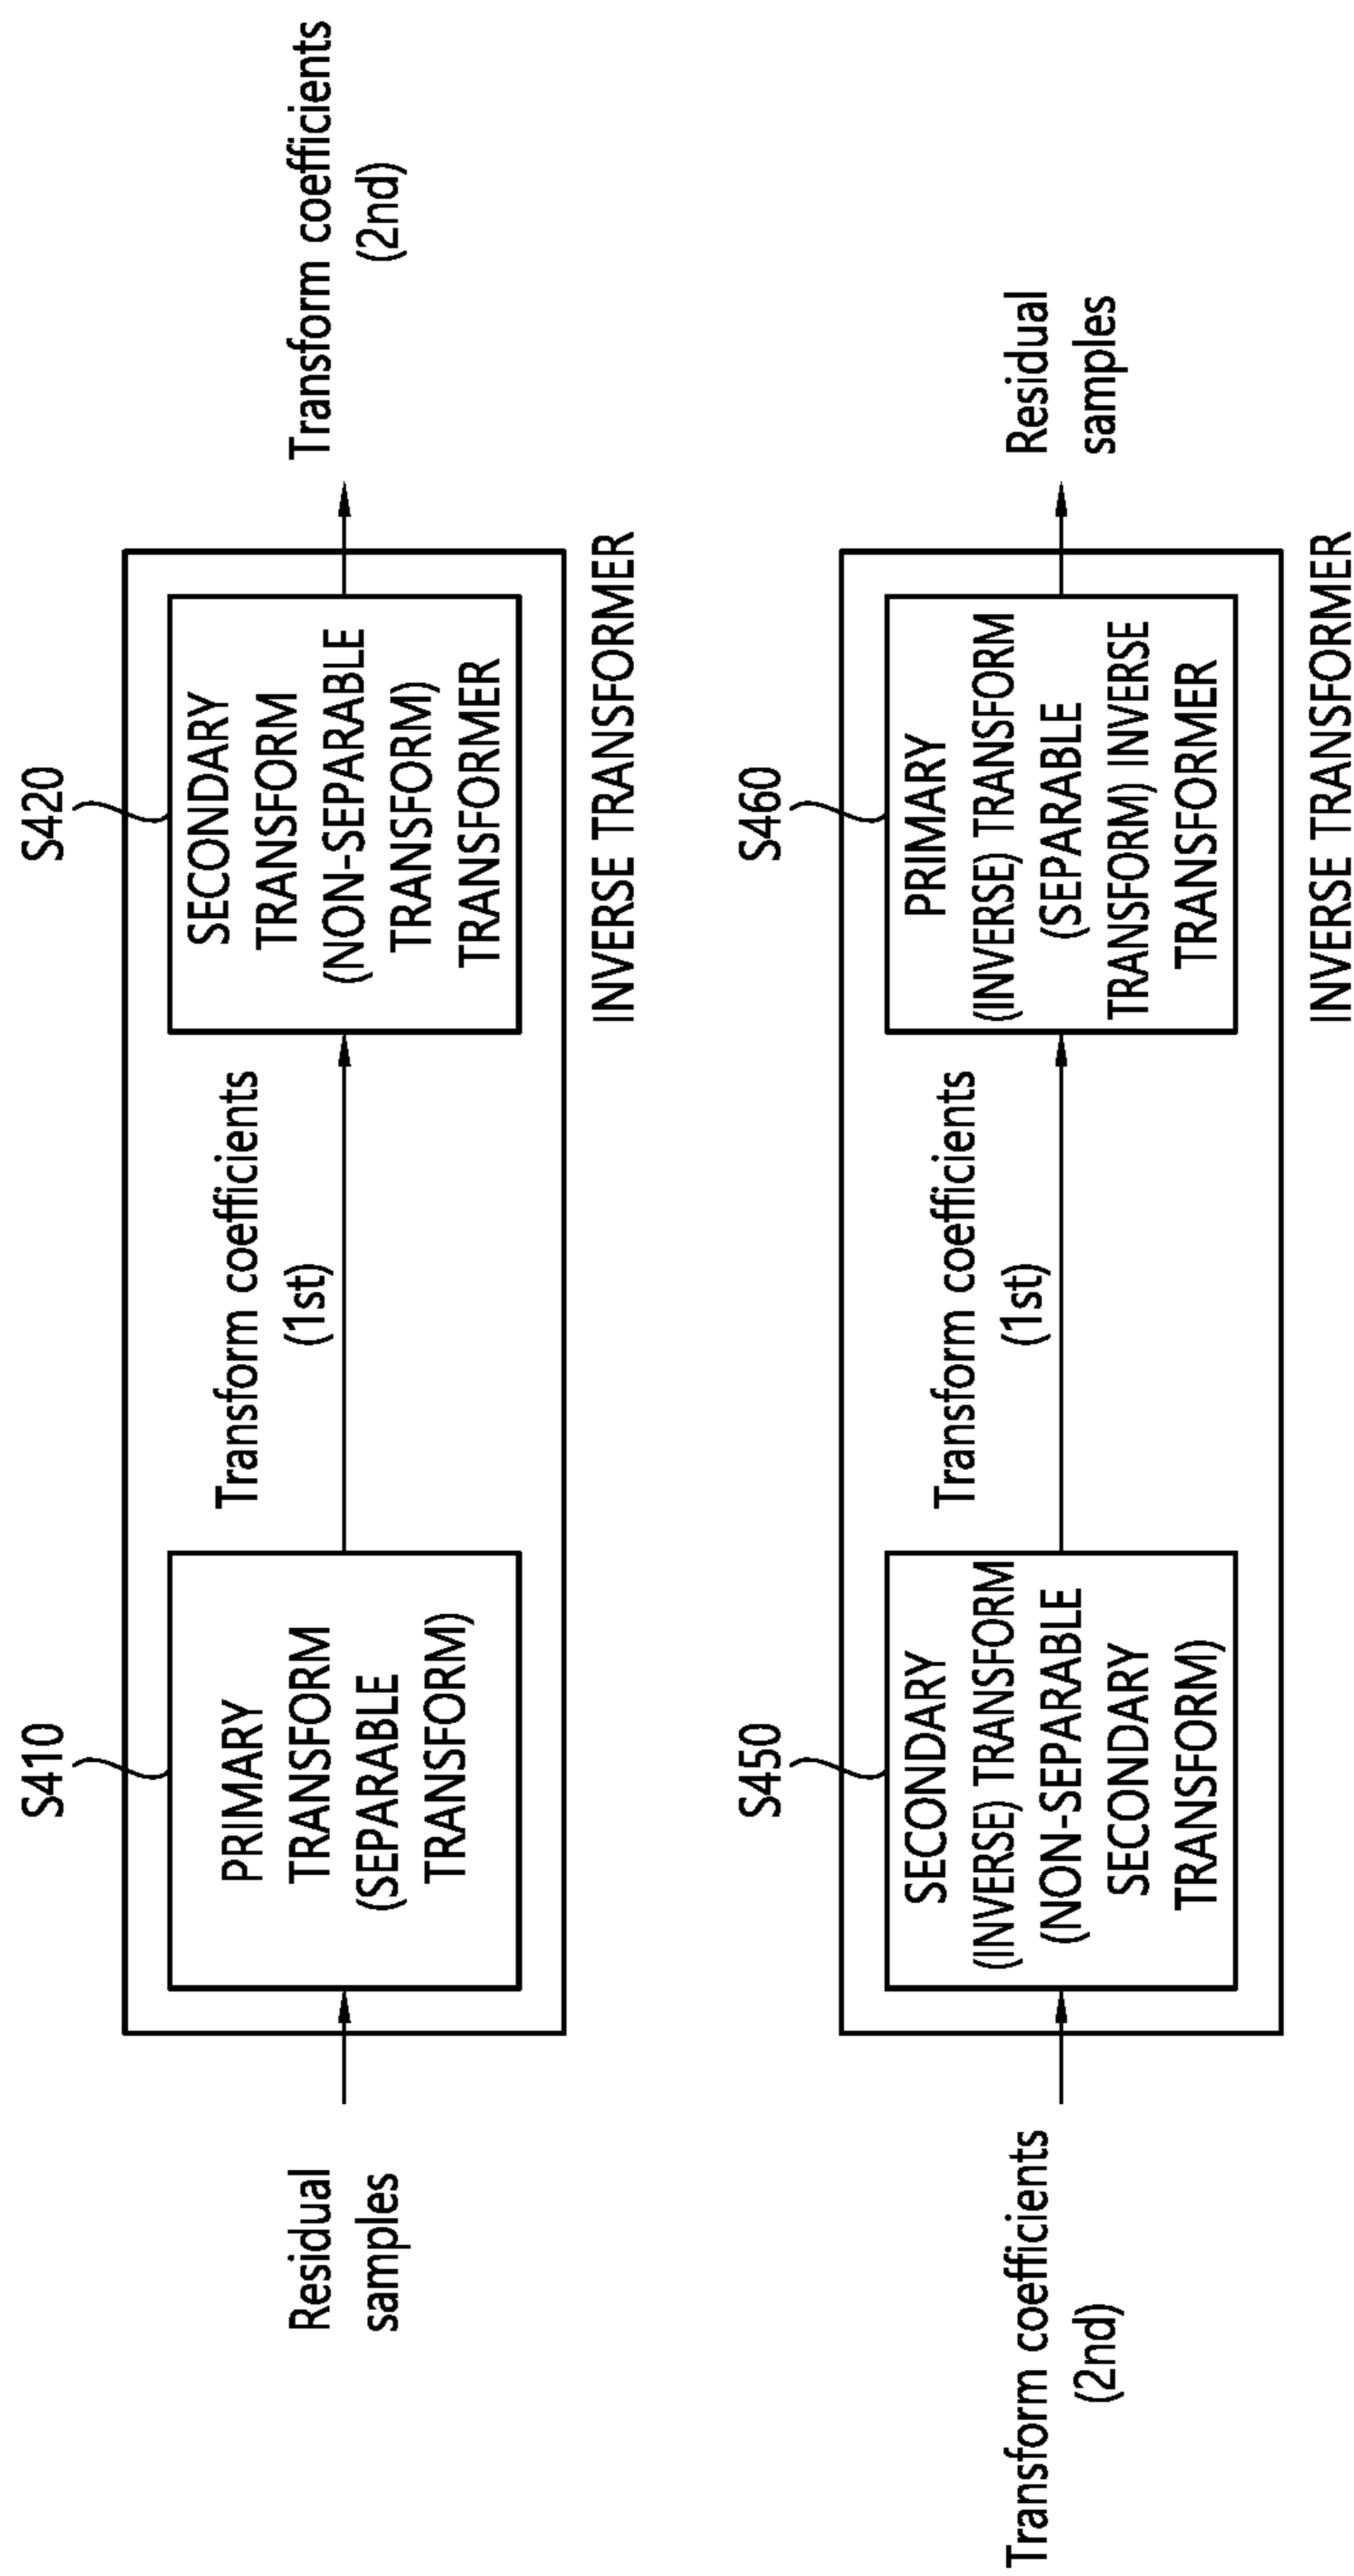 S410
S420
Residual
samples
PRIMARY
TRANSFORM
(SEPARABLE
TRANSFORM)
Transform coefficients
(1st)
SECONDARY
TRANSFORM
(NON-SEPARABLE
TRANSFORM)
TRANSFORMER
Transform coefficients
(2nd)
INVERSE TRANSFORMER
S450
S460
Transform coefficients
(2nd)
SECONDARY
(INVERSE) TRANSFORM
(NON-SEPARABLE
SECONDARY
TRANSFORM)
Transform coefficients
(1st)
PRIMARY
(INVERSE) TRANSFORM
(SEPARABLE
TRANSFORM) INVERSE
TRANSFORMER
Residual
samples
INVERSE TRANSFORMER